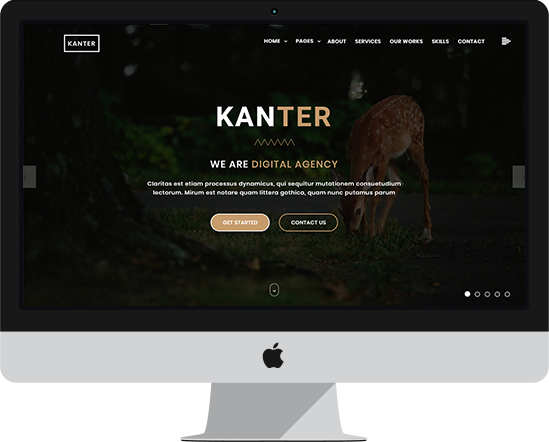 KANTER
HOME PAGES ABOUT SERVICES OUR WORKS SKILLS CONTACT
KANTER
WE ARE DIGITAL AGENCY
Claritas est etiam processus dynamicus, qui sequitur mutationem consuetudium
lectorum. Mirum est notare quam littera gothica, quam nunc putamus parum
GET STARTED CONTACT US